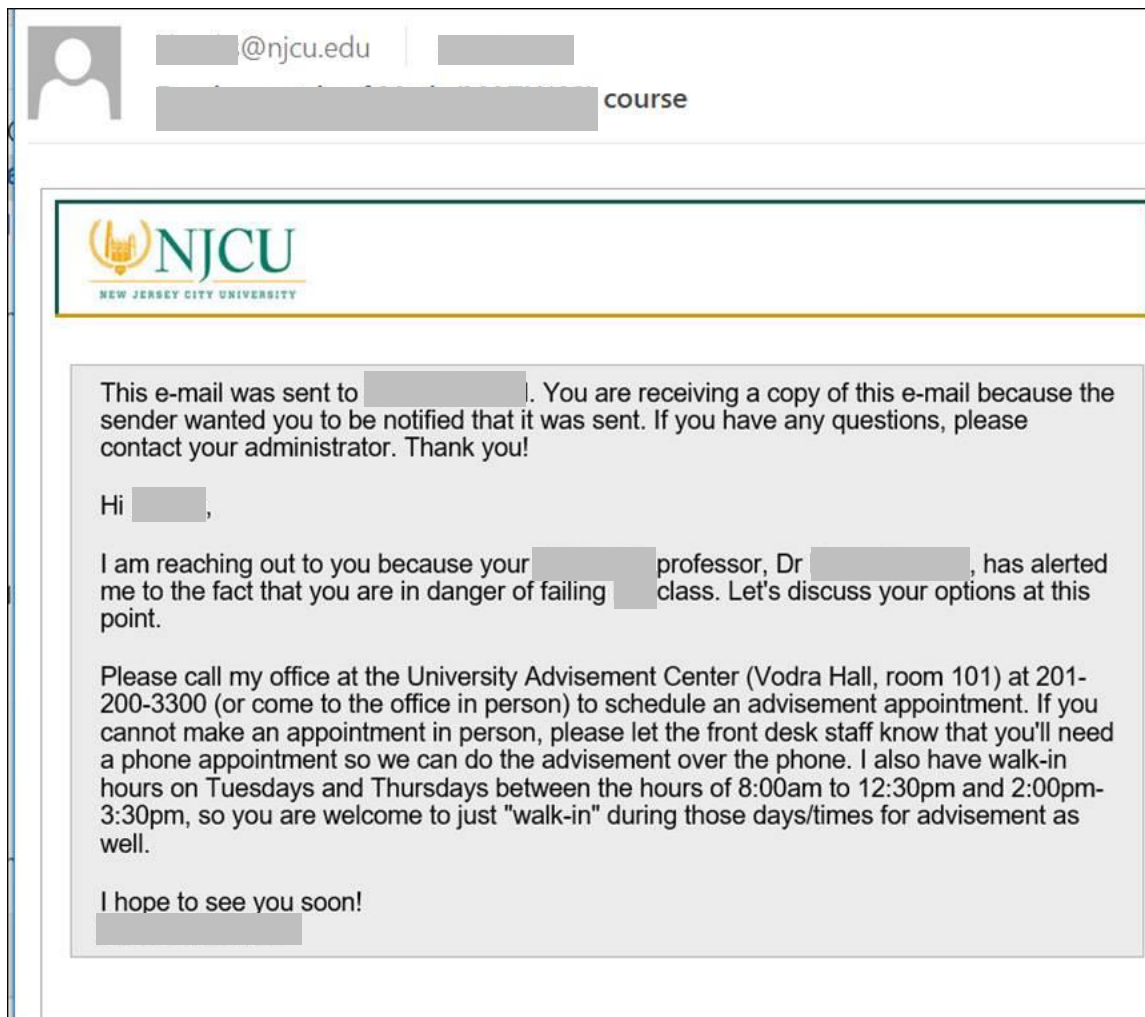 @njcu.edu
course
NJCU
NEW JERSEY CITY UNIVERSITY
This e-mail was sent to . You are receiving a copy of this e-mail because the
sender wanted you to be notified that it was sent. If you have any questions, please
contact your administrator. Thank you!
Hi ,
I am reaching out to you because your professor, Dr , has alerted
me to the fact that you are in danger of failing class. Let's discuss your options at this
point.
Please call my office at the University Advisement Center (Vodra Hall, room 101) at 201-
200-3300 (or come to the office in person) to schedule an advisement appointment. If you
cannot make an appointment in person, please let the front desk staff know that you'll need
a phone appointment so we can do the advisement over the phone. I also have walk-in
hours on Tuesdays and Thursdays between the hours of 8:00am to 12:30pm and 2:00pm-
3:30pm, so you are welcome to just "walk-in" during those days/times for advisement as
well.
I hope to see you soon!